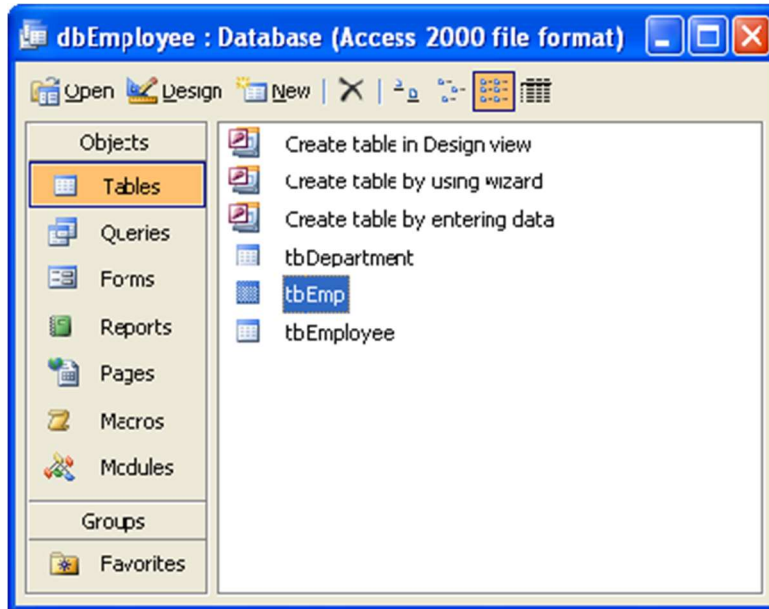 dbEmployee : Database (Access 2000 file format)
Open Design New
Objects
Tables
Queries
Forms
Reports
Pages
Macros
Modules
Groups
Favorites
Create table in Design view
Create table by using wizard
Create table by entering data
tbDepartment
tbEmp
tbEmployee